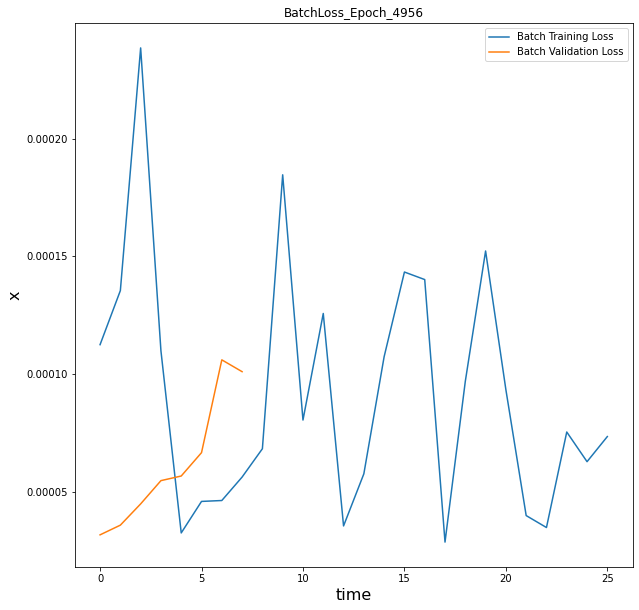 BatchLoss_Epoch_4956
Batch Training Loss
Batch Validation Loss
0.00020
0.00015
x
0.00010
0.00005
0 5 10 15 20 25
time